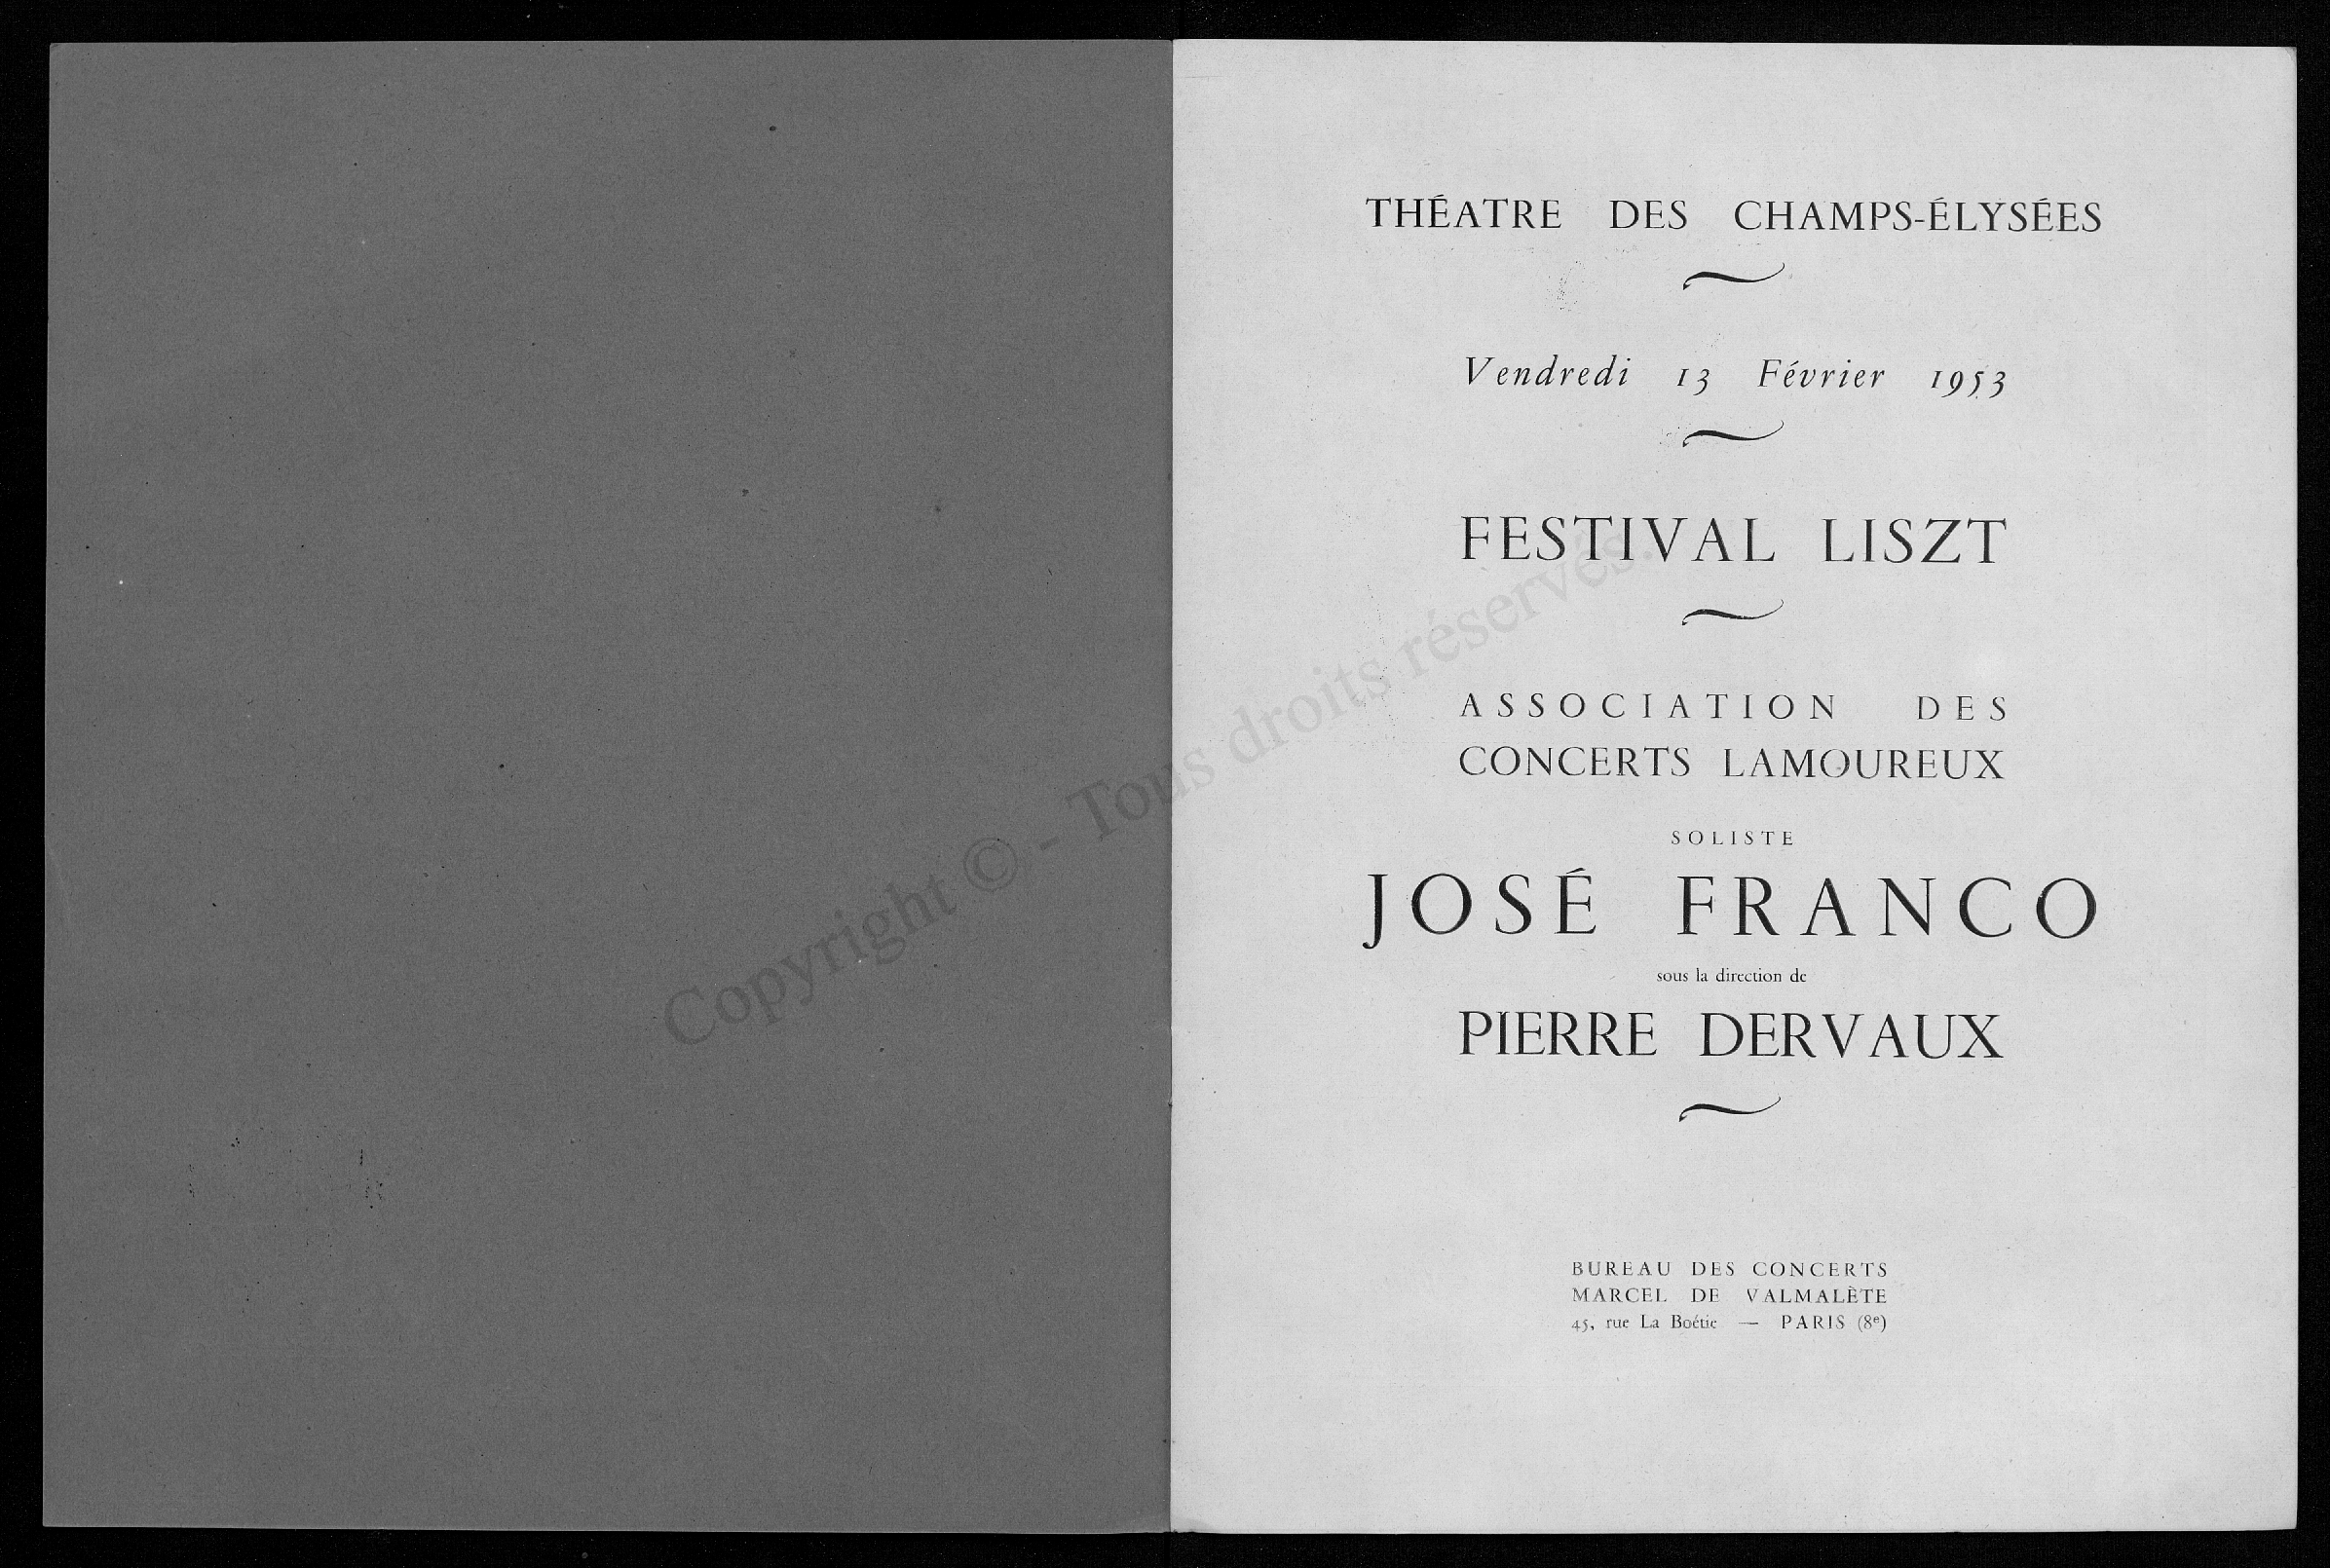 THÉATRE DES CHAMPS-ÉLYSÉES
Vendredi 13 Février 1953
FESTIVAL LISZT
ASSOCIATION DES
CONCERTS LAMOUREUX
SOLISTE
JOSÉ FRANCO
sous la direction de
PIERRE DERVAUX
BUREAU DES CONCERTS
MARCEL DE VALMALÈTE
45, rue La Boétie — PARIS (8e)
Copyright © - Tous droits réservés.